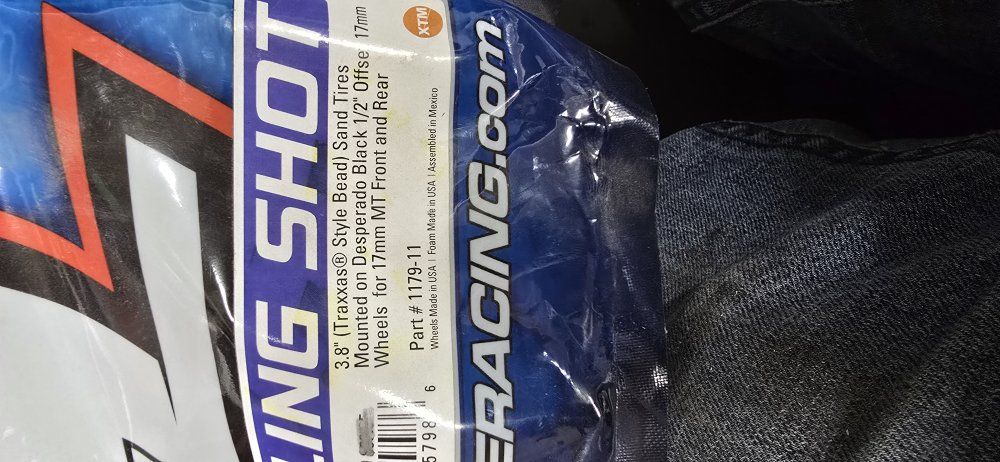 LING SHOT
XTM
3.8" (Traxxas® Style Bead) Sand Tires
Mounted on Desperado Black 1/2" Offse 17mm
Wheels for 17mm MT Front and Rear
Part # 1179-11
Wheels Made in USA | Foam Made in USA | Assembled in Mexico
5798 6
ERACING.com